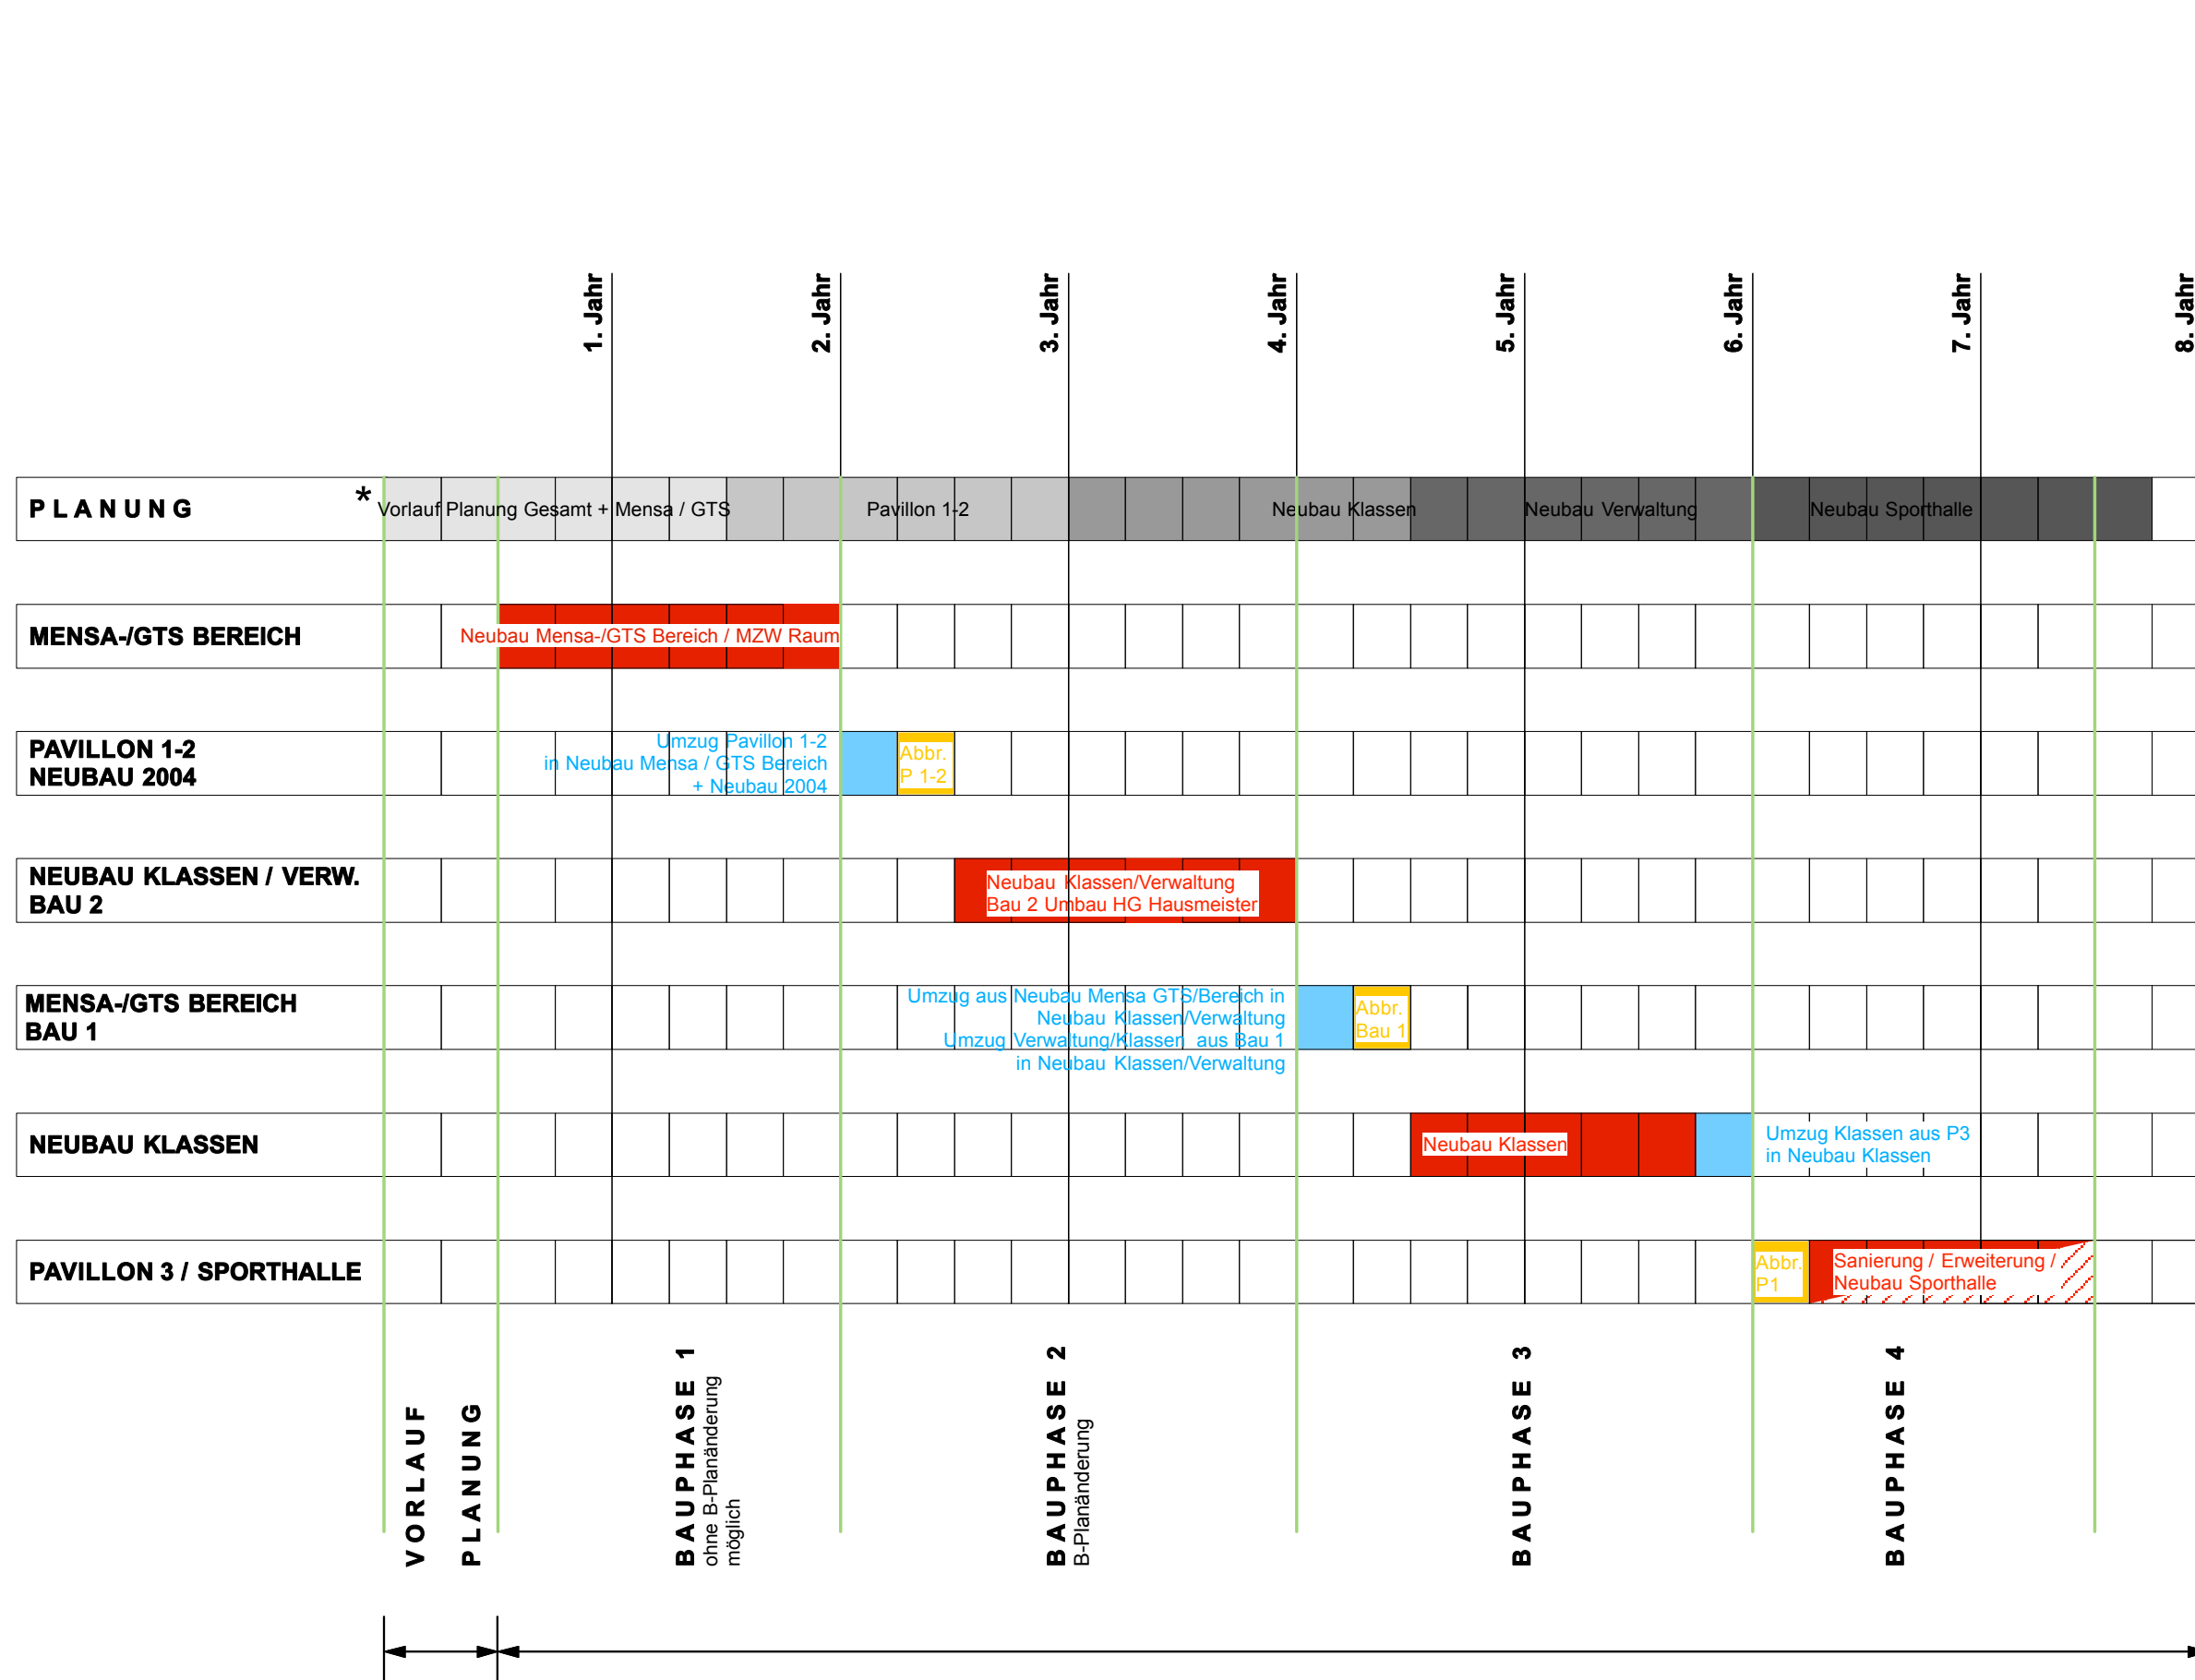 1. Jahr
2. Jahr
3. Jahr
4. Jahr
5. Jahr
6. Jahr
7. Jahr
8. Jahr
PLANUNG
* Vorlauf Planung Gesamt + Mensa / GTS
Pavillon 1-2
Neubau Klassen
Neubau Verwaltung
Neubau Sporthalle
MENSA-/GTS BEREICH
Neubau Mensa-/GTS Bereich / MZW Raum
PAVILLON 1-2
NEUBAU 2004
Umzug Pavillon 1-2
in Neubau Mensa / GTS Bereich
+ Neubau 2004
Abbr.
P 1-2
NEUBAU KLASSEN / VERW.
BAU 2
Neubau Klassen/Verwaltung
Bau 2 Umbau HG Hausmeister
MENSA-/GTS BEREICH
BAU 1
Umzug aus Neubau Mensa GTS/Bereich in
Neubau Klassen/Verwaltung
Umzug Verwaltung/Klassen aus Bau 1
in Neubau Klassen/Verwaltung
Abbr.
Bau 1
NEUBAU KLASSEN
Neubau Klassen
Umzug Klassen aus P3
in Neubau Klassen
PAVILLON 3 / SPORTHALLE
Abbr.
P1
Sanierung / Erweiterung /
Neubau Sporthalle
VORLAUF
PLANUNG
BAUPHASE 1
ohne B-Planänderung
möglich
BAUPHASE 2
B-Planänderung
BAUPHASE 3
BAUPHASE 4